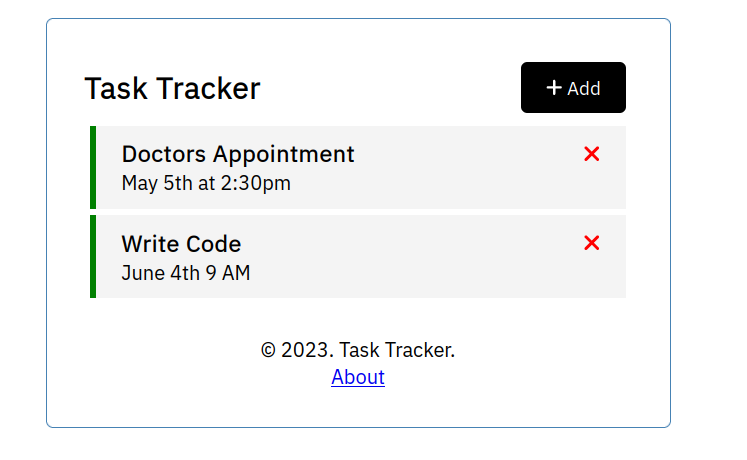 Task Tracker
+ Add
Doctors Appointment
May 5th at 2:30pm
Write Code
June 4th 9 AM
© 2023. Task Tracker.
About